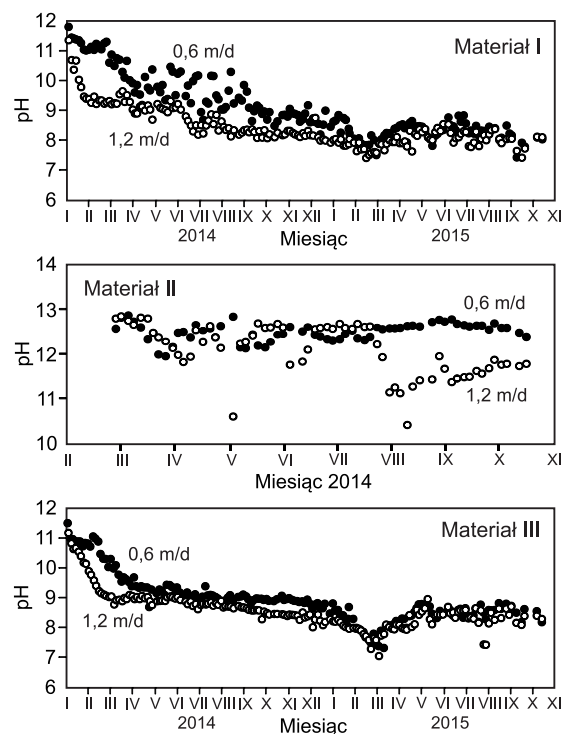 12
11
10
9
8
7
6
pH
Materiał I
0,6 m/d
1,2 m/d
I II III IV V VI VII VIII IX X XI XII I II III IV V VI VII VIII IX X XI
2014 Miesiąc 2015
14
13
12
11
10
pH
Materiał II
0,6 m/d
1,2 m/d
II III IV V VI VII VIII IX X XI
Miesiąc 2014
12
11
10
9
8
7
6
pH
Materiał III
0,6 m/d
1,2 m/d
I II III IV V VI VII VIII IX X XI XII I II III IV V VI VII VIII IX X XI
2014 Miesiąc 2015